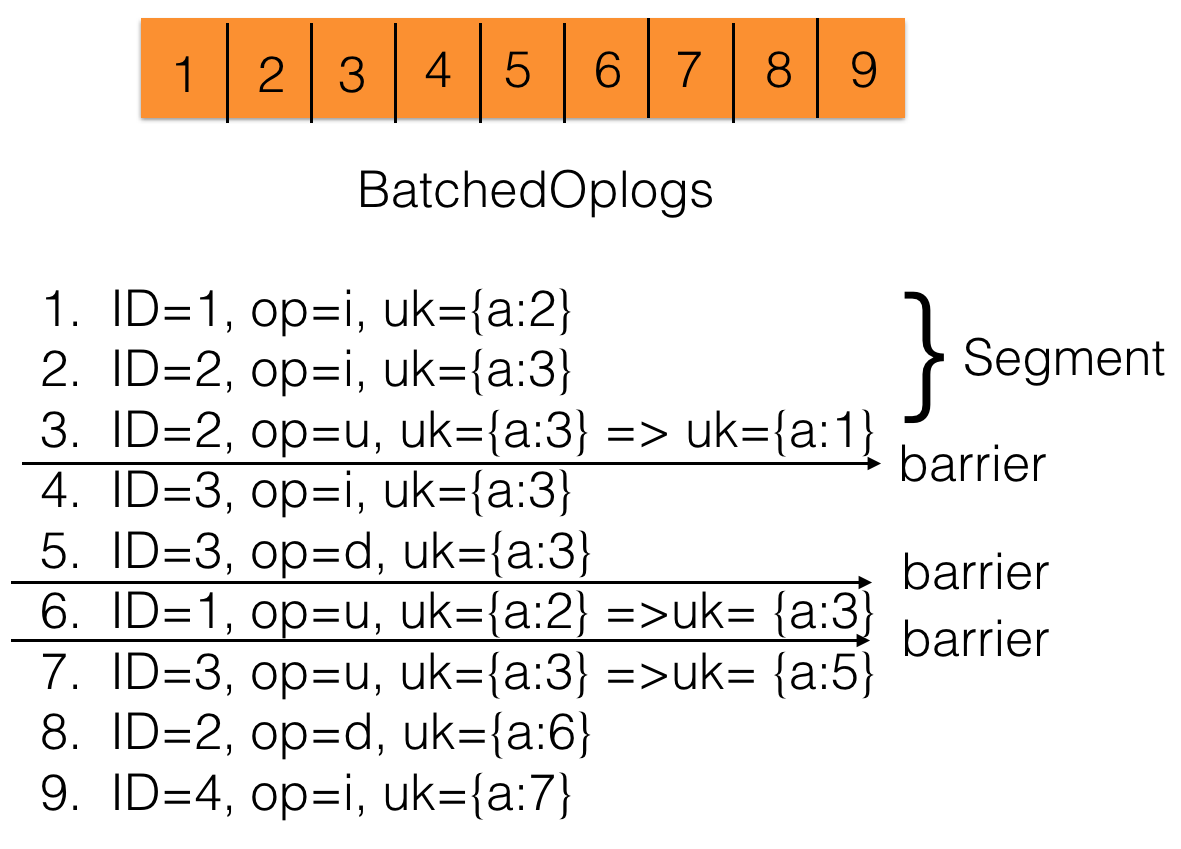 1 2 3 4 5 6 7 8 9
BatchedOplogs
1. ID=1, op=i, uk={a:2}
2. ID=2, op=i, uk={a:3}
} Segment
3. ID=2, op=u, uk={a:3} => uk={a:1}
barrier
4. ID=3, op=i, uk={a:3}
5. ID=3, op=d, uk={a:3}
barrier
6. ID=1, op=u, uk={a:2} =>uk= {a:3}
barrier
7. ID=3, op=u, uk={a:3} =>uk= {a:5}
8. ID=2, op=d, uk={a:6}
9. ID=4, op=i, uk={a:7}